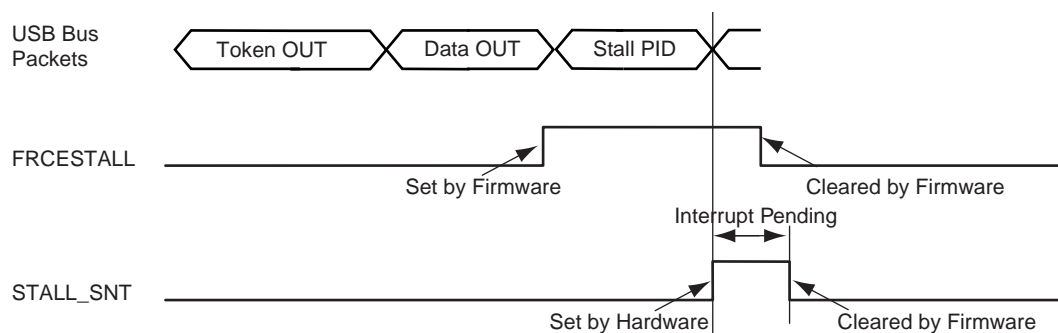 USB Bus
Packets
Token OUT
Data OUT
Stall PID
FRCESTALL
Set by Firmware
Cleared by Firmware
Interrupt Pending
STALL_SNT
Set by Hardware
Cleared by Firmware